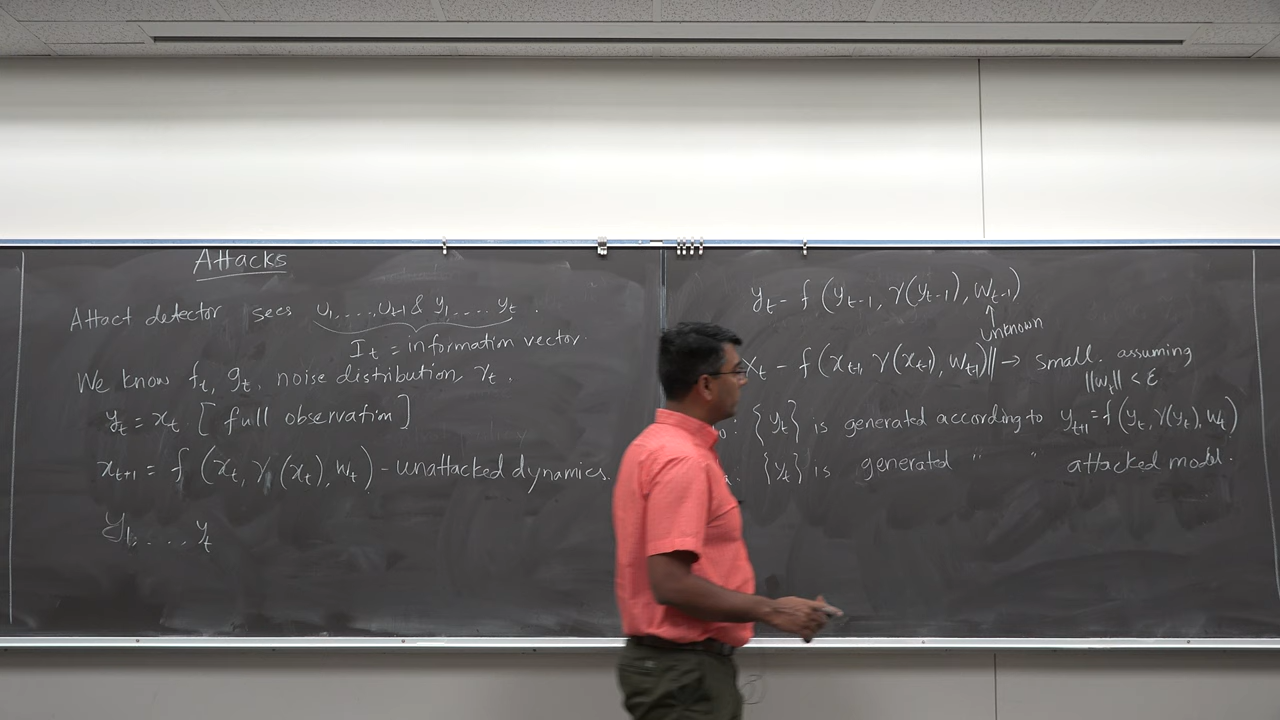 Attacks
Attact detector sees u₁,....,uₜ₋₁ & y₁,.... yₜ .
Iₜ = information vector.
We know fₜ, gₜ, noise distribution, γₜ.
yₜ = xₜ. [full observation]
xₜ₊₁ = f (xₜ, γ (xₜ), wₜ) - unattacked dynamics.
y₁, . . . yₜ
yₜ - f (yₜ₋₁, γ(yₜ₋₁), wₜ₋₁)
↑
unknown
xₜ - f (xₜ₋₁, γ(xₜ₋₁), wₜ₋₁)|| → small. assuming
||wₜ|| < ε
: {yₜ} is generated according to yₜ₊₁ = f(yₜ, γ(yₜ), wₜ)
: {yₜ} is generated " " attacked model.